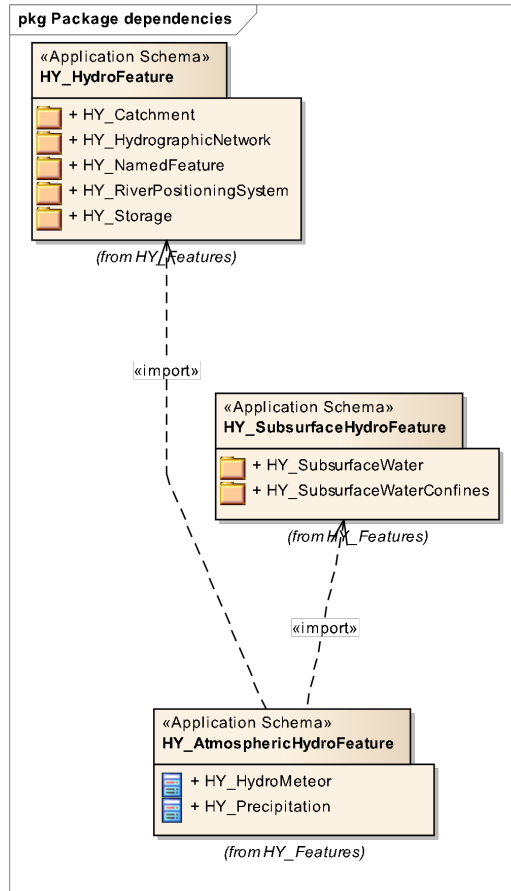 pkg Package dependencies
«Application Schema»
HY_HydroFeature
+ HY_Catchment
+ HY_HydrographicNetwork
+ HY_NamedFeature
+ HY_RiverPositioningSystem
+ HY_Storage
(from HY_Features)
«import»
«Application Schema»
HY_SubsurfaceHydroFeature
+ HY_SubsurfaceWater
+ HY_SubsurfaceWaterConfines
(from HY_Features)
«import»
«Application Schema»
HY_AtmosphericHydroFeature
+ HY_HydroMeteor
+ HY_Precipitation
(from HY_Features)